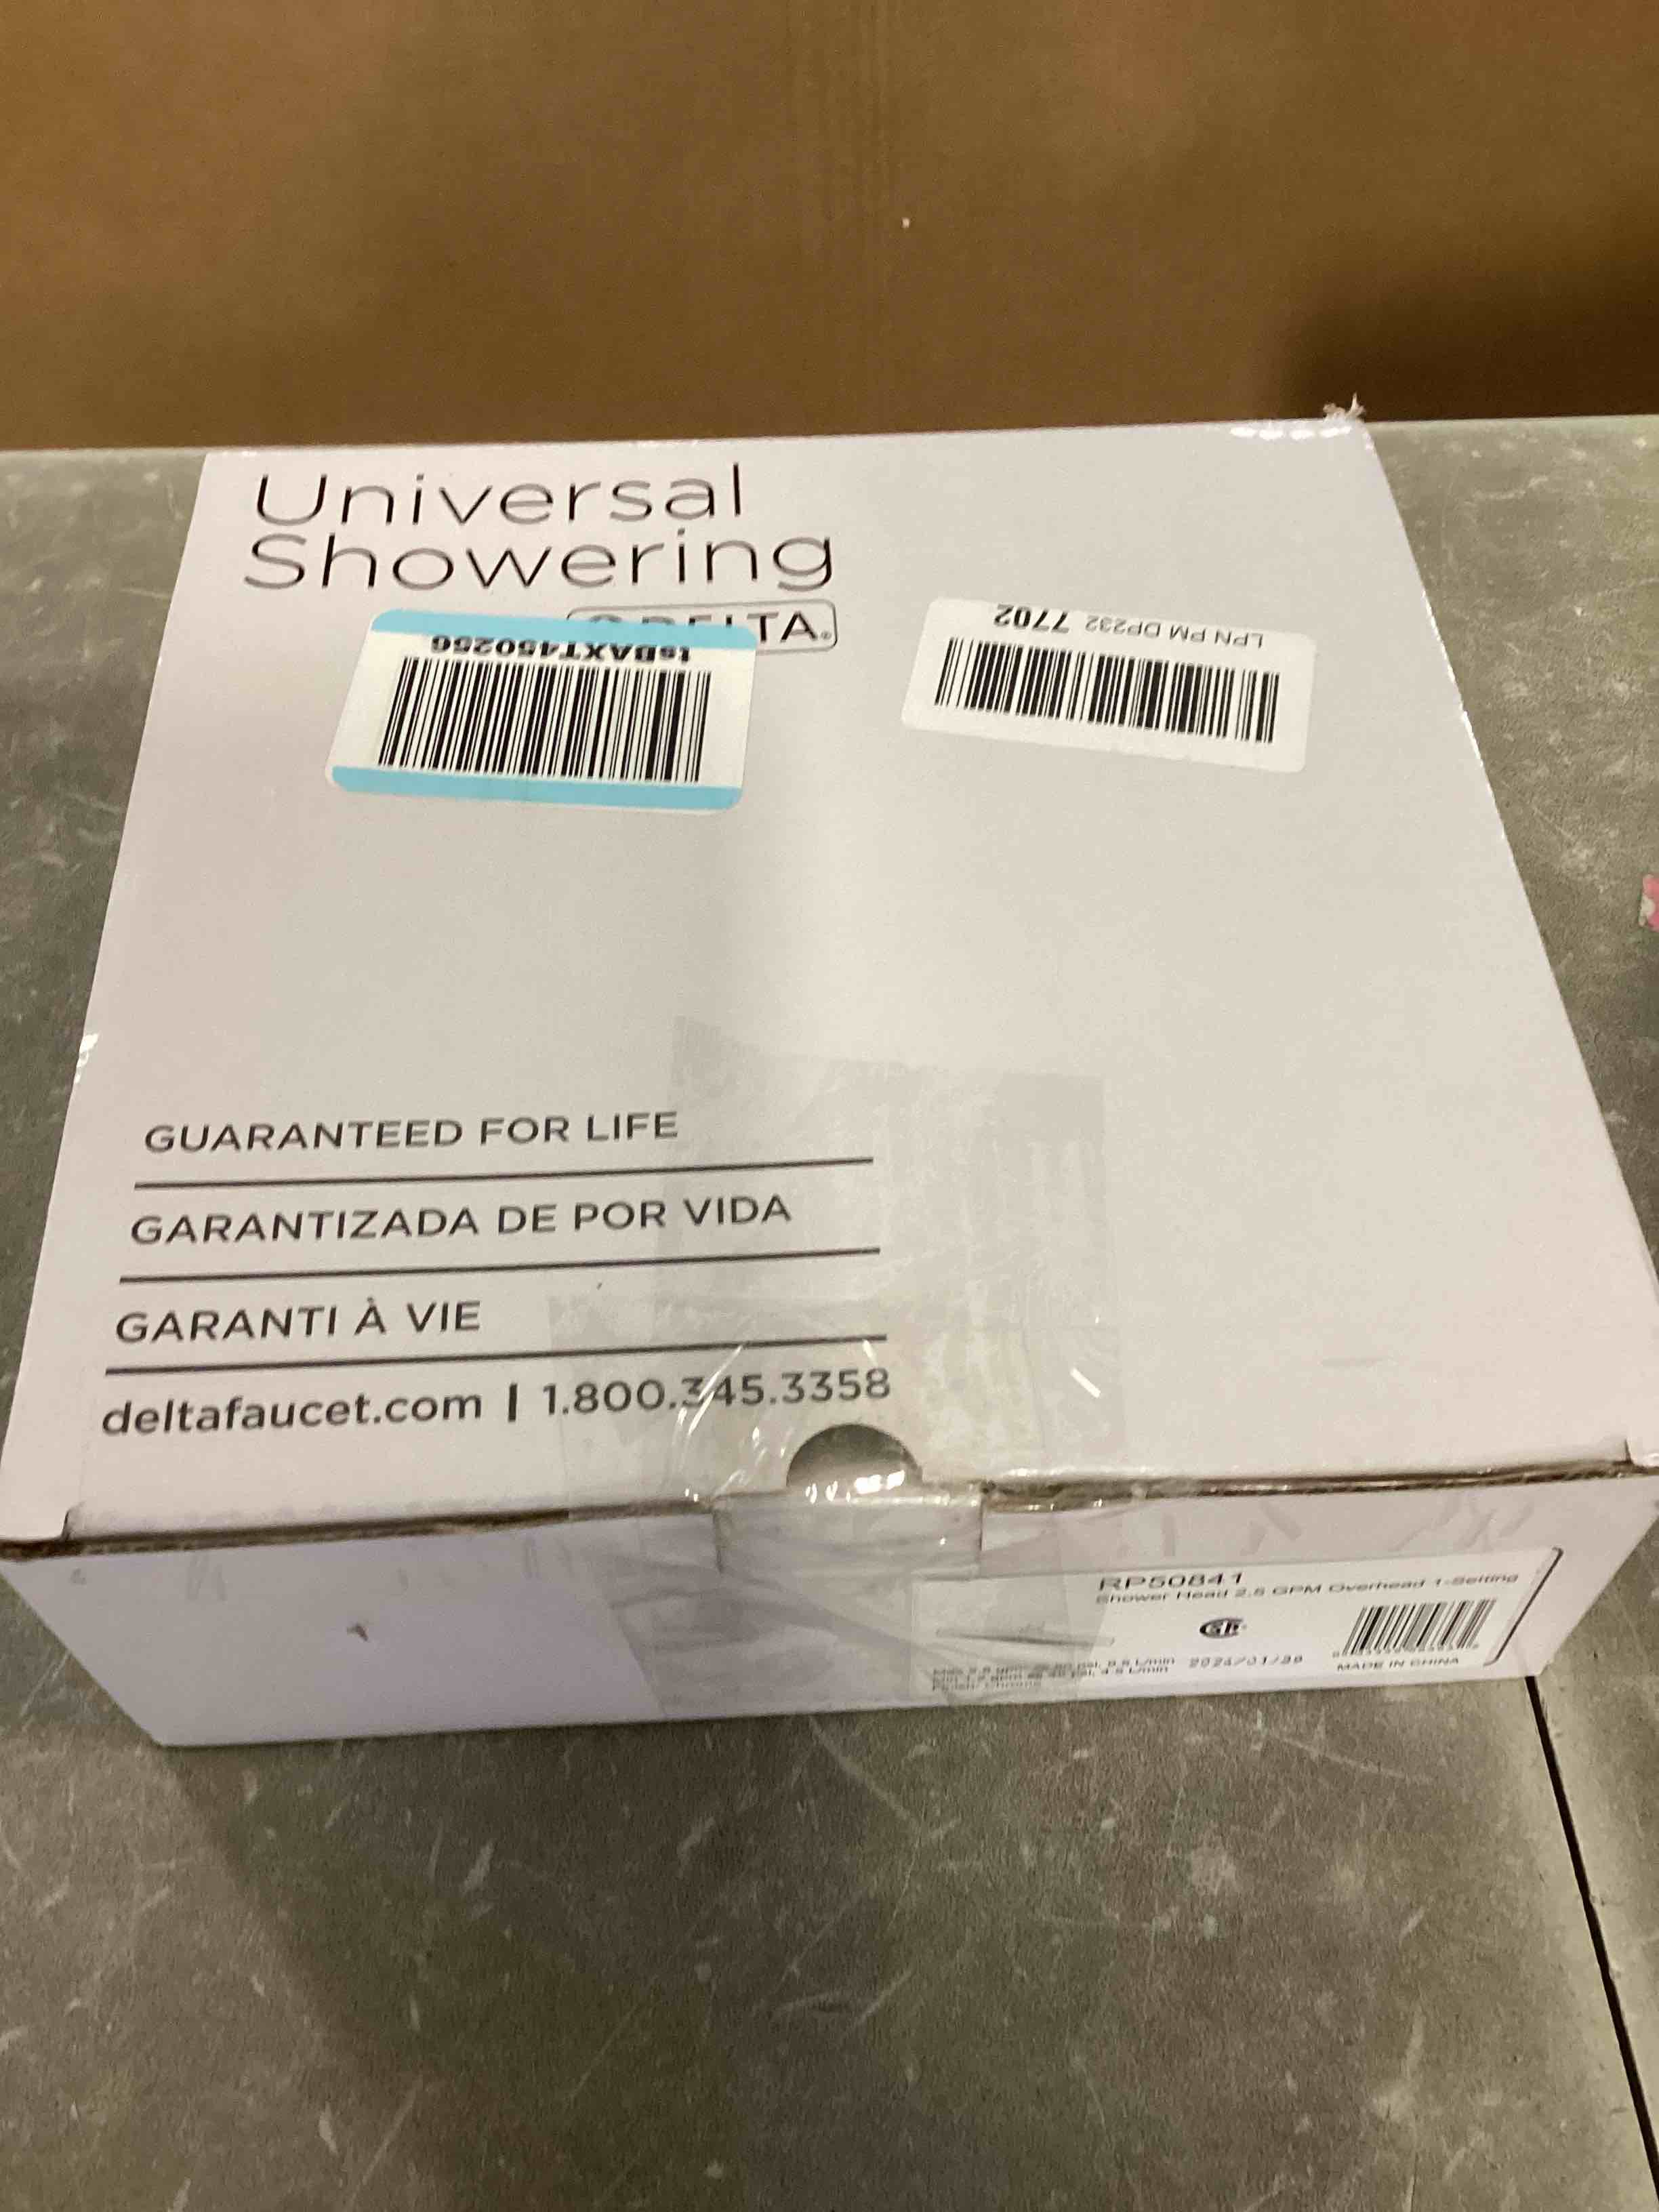 Universal
Showering
DELTA®
tsBAXT450256
LPN PM DP232 7702
GUARANTEED FOR LIFE
GARANTIZADA DE POR VIDA
GARANTI À VIE
deltafaucet.com | 1.800.345.3358
RP50841
Shower Head 2.5 GPM Overhead 1-Setting
MADE IN CHINA